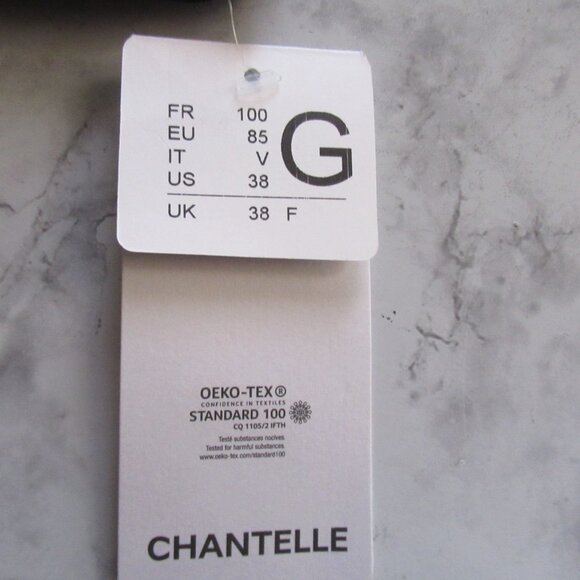 FR 100 G
EU 85
IT V
US 38
UK 38 F
OEKO-TEX®
CONFIDENCE IN TEXTILES
STANDARD 100
CQ 1105/2 IFTH
Testé substances nocives.
Tested for harmful substances.
www.oeko-tex.com/standard100
CHANTELLE